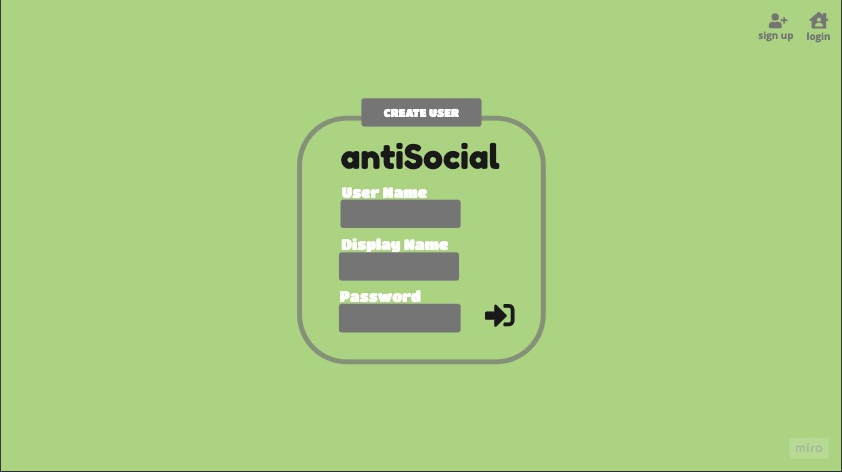 sign up
login
CREATE USER
antiSocial
User Name
Display Name
Password
miro